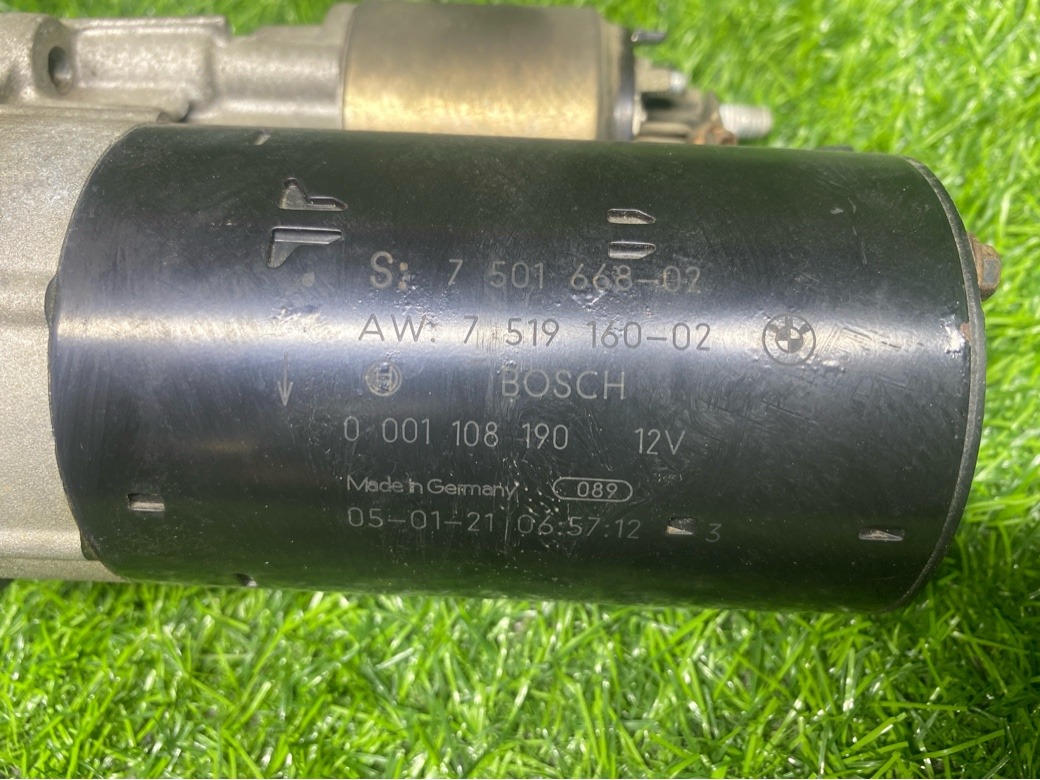 S: 7 501 668-02
AW: 7 519 160-02
BOSCH
0 001 108 190 12V
Made in Germany 089
05-01-21 06:57:12 3